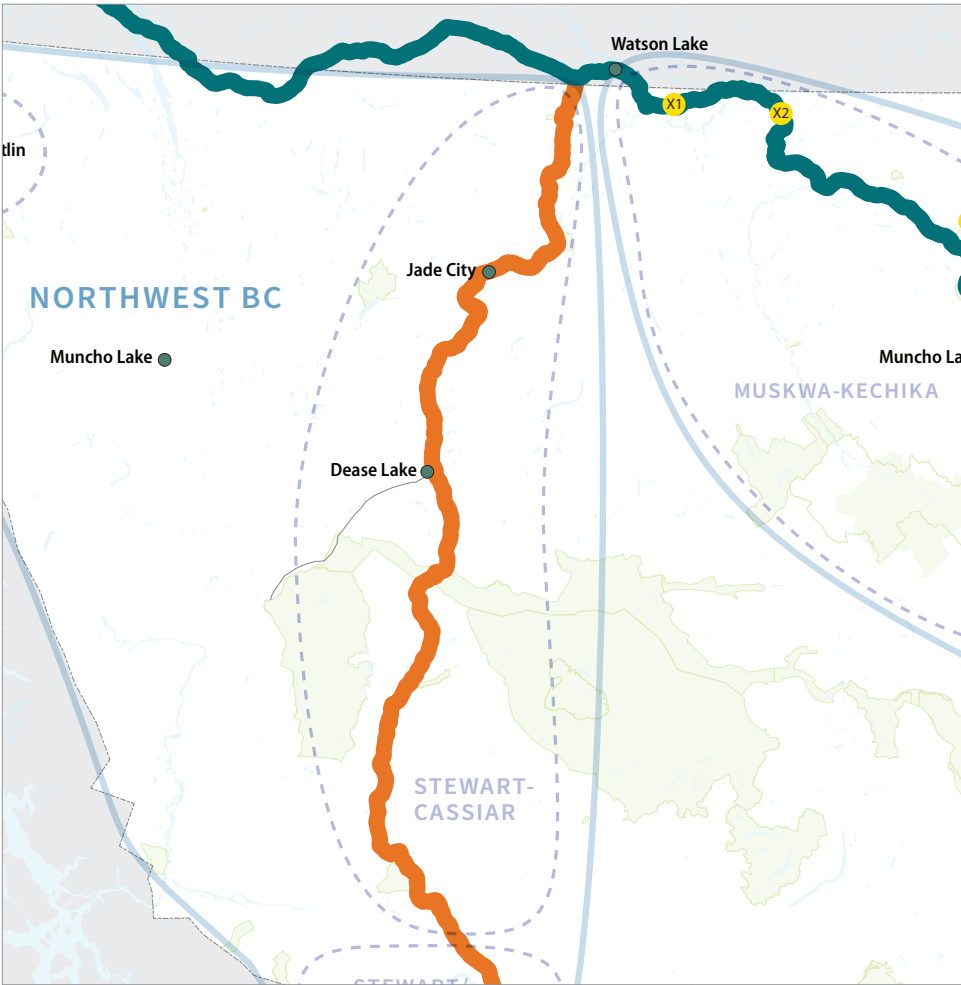 Watson Lake
X1
X2
tlin
Jade City
NORTHWEST BC
Muncho Lake
Muncho La
MUSKWA-KECHIKA
Dease Lake
STEWART-
CASSIAR
STEWART/